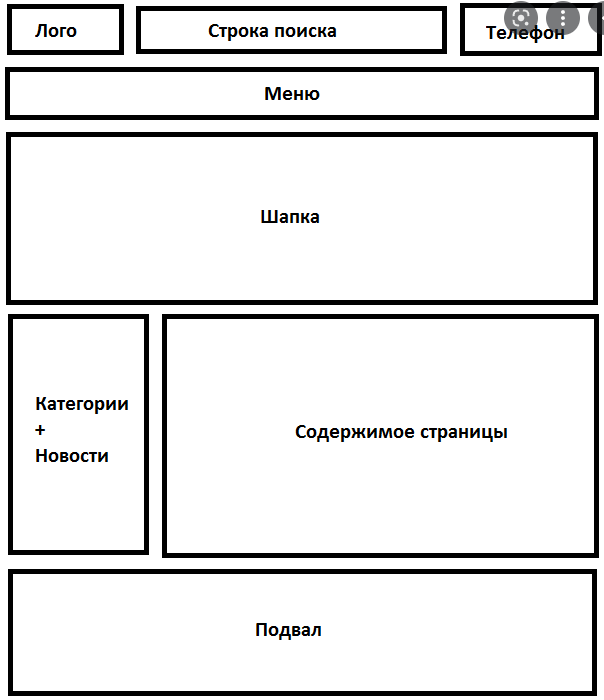 Лого
Строка поиска
Телефон
Меню
Шапка
Категории
+
Новости
Содержимое страницы
Подвал